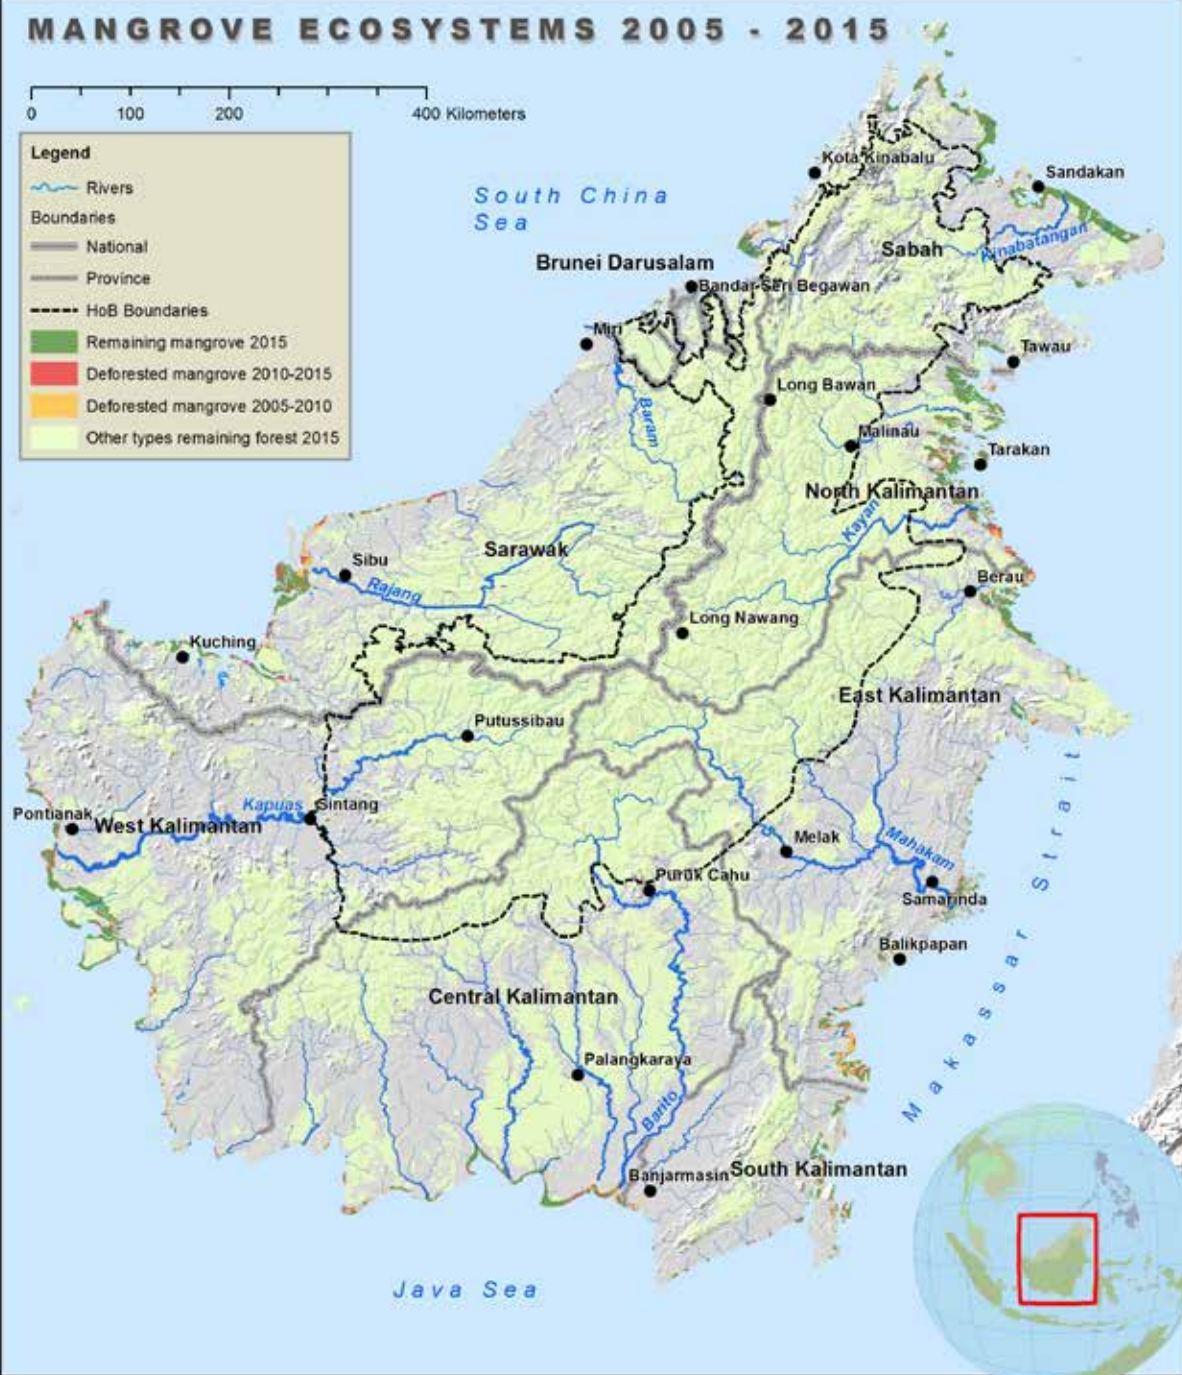 MANGROVE ECOSYSTEMS 2005 - 2015
0 100 200 400 Kilometers
Legend
Rivers
Boundaries
National
Province
HoB Boundaries
Remaining mangrove 2015
Deforested mangrove 2010-2015
Deforested mangrove 2005-2010
Other types remaining forest 2015
South China
Sea
Kota Kinabalu
Sandakan
Sabah
Kinabatangan
Brunei Darusalam
Bandar Seri Begawan
Miri
Tawau
Long Bawan
Baram
Malinau
Tarakan
North Kalimantan
Kayan
Sarawak
Sibu
Rajang
Berau
Long Nawang
Kuching
East Kalimantan
Putussibau
Kapuas
Sintang
Pontianak
West Kalimantan
Melak
Mahakam
Puruk Cahu
Samarinda
Balikpapan
Makassar Strait
Central Kalimantan
Palangkaraya
Barito
Banjarmasin
South Kalimantan
Java Sea